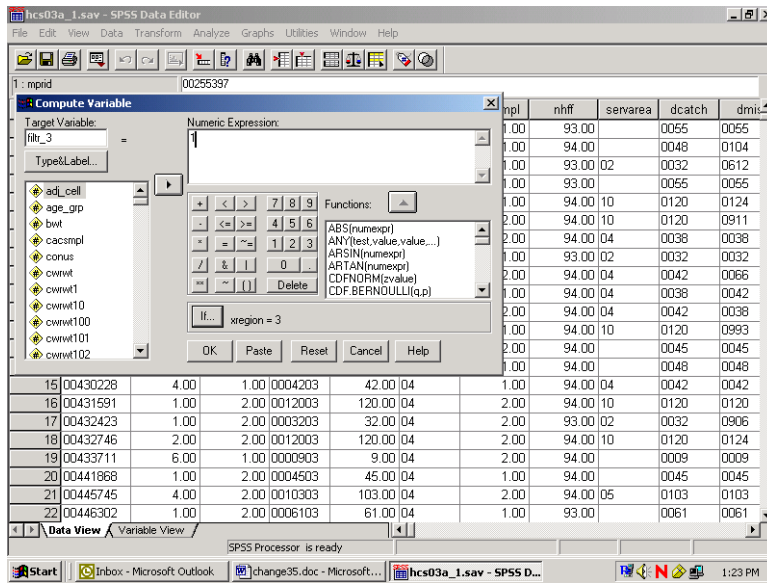 hcs03a_1.sav - SPSS Data Editor
File Edit View Data Transform Analyze Graphs Utilities Window Help
1 : mprid 00255397
Compute Variable
Target Variable:
filtr_3
=
Type&Label...
Numeric Expression:
1
adj_cell
age_grp
bwt
cacsmpl
conus
cwrwt
cwrwt1
cwrwt10
cwrwt100
cwrwt101
cwrwt102
+ < > 7 8 9
- <= >= 4 5 6
* = ~= 1 2 3
/ & | 0 .
** ~ () Delete
Functions:
ABS(numexpr)
ANY(test,value,value,...)
ARSIN(numexpr)
ARTAN(numexpr)
CDFNORM(zvalue)
CDF.BERNOULLI(q,p)
If... xregion = 3
OK Paste Reset Cancel Help
mpl nhff servarea dcatch dmis
1.00 93.00 0055 0055
1.00 94.00 0048 0104
1.00 93.00 02 0032 0612
1.00 93.00 0055 0055
1.00 94.00 10 0120 0124
2.00 94.00 10 0120 0911
2.00 94.00 04 0038 0038
1.00 93.00 02 0032 0032
2.00 94.00 04 0042 0066
1.00 94.00 04 0038 0042
2.00 94.00 04 0042 0038
1.00 94.00 10 0120 0993
2.00 94.00 0045 0045
1.00 94.00 0048 0048
15 00430228 4.00 1.00 0004203 42.00 04 1.00 94.00 04 0042 0042
16 00431591 1.00 2.00 0012003 120.00 04 2.00 94.00 10 0120 0120
17 00432423 1.00 2.00 0003203 32.00 04 2.00 93.00 02 0032 0906
18 00432746 2.00 2.00 0012003 120.00 04 2.00 94.00 10 0120 0124
19 00433711 6.00 1.00 0000903 9.00 04 2.00 94.00 0009 0009
20 00441868 1.00 2.00 0004503 45.00 04 1.00 94.00 0045 0045
21 00445745 4.00 2.00 0010303 103.00 04 2.00 94.00 05 0103 0103
22 00446302 1.00 2.00 0006103 61.00 04 1.00 93.00 0061 0061
Data View Variable View
SPSS Processor is ready
Start Inbox - Microsoft Outlook change35.doc - Microsoft... hcs03a_1.sav - SPSS D... 1:23 PM